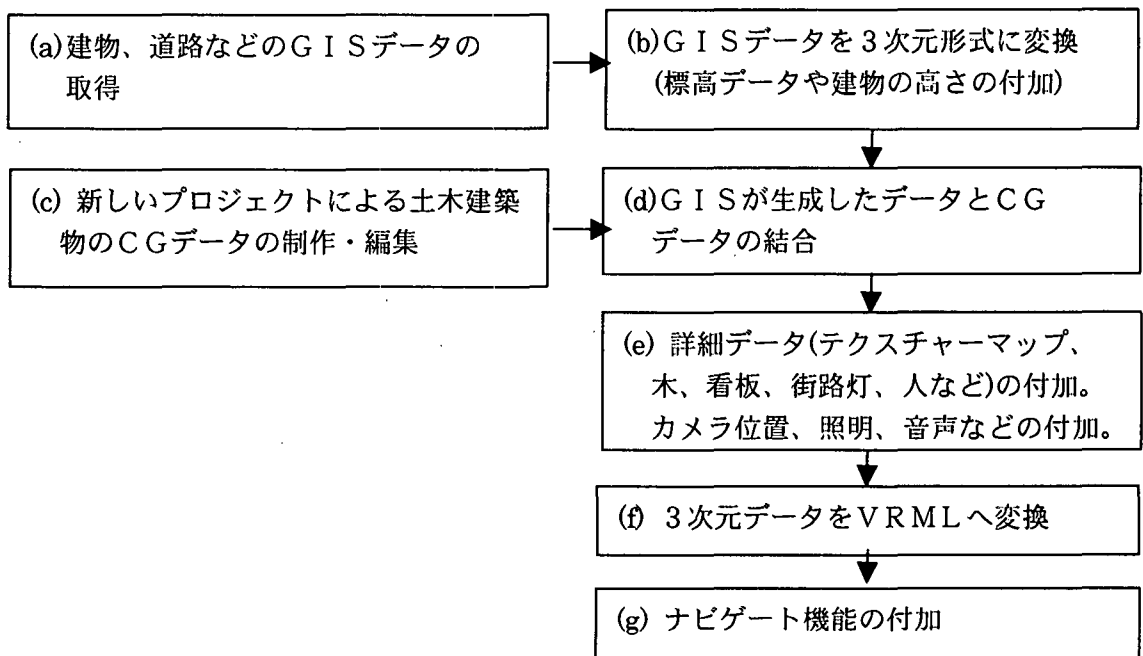 (a)建物、道路などのＧＩＳデータの
取得
(b)ＧＩＳデータを３次元形式に変換
(標高データや建物の高さの付加)
(c) 新しいプロジェクトによる土木建築
物のＣＧデータの制作・編集
(d)ＧＩＳが生成したデータとＣＧ
データの結合
(e) 詳細データ(テクスチャーマップ、
木、看板、街路灯、人など)の付加。
カメラ位置、照明、音声などの付加。
(f) ３次元データをＶＲＭＬへ変換
(g) ナビゲート機能の付加